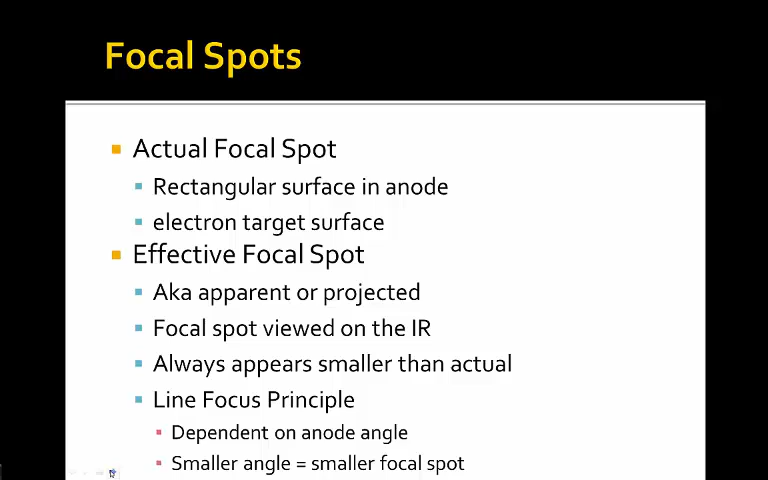 Focal Spots
Actual Focal Spot
Rectangular surface in anode
electron target surface
Effective Focal Spot
Aka apparent or projected
Focal spot viewed on the IR
Always appears smaller than actual
Line Focus Principle
Dependent on anode angle
Smaller angle = smaller focal spot